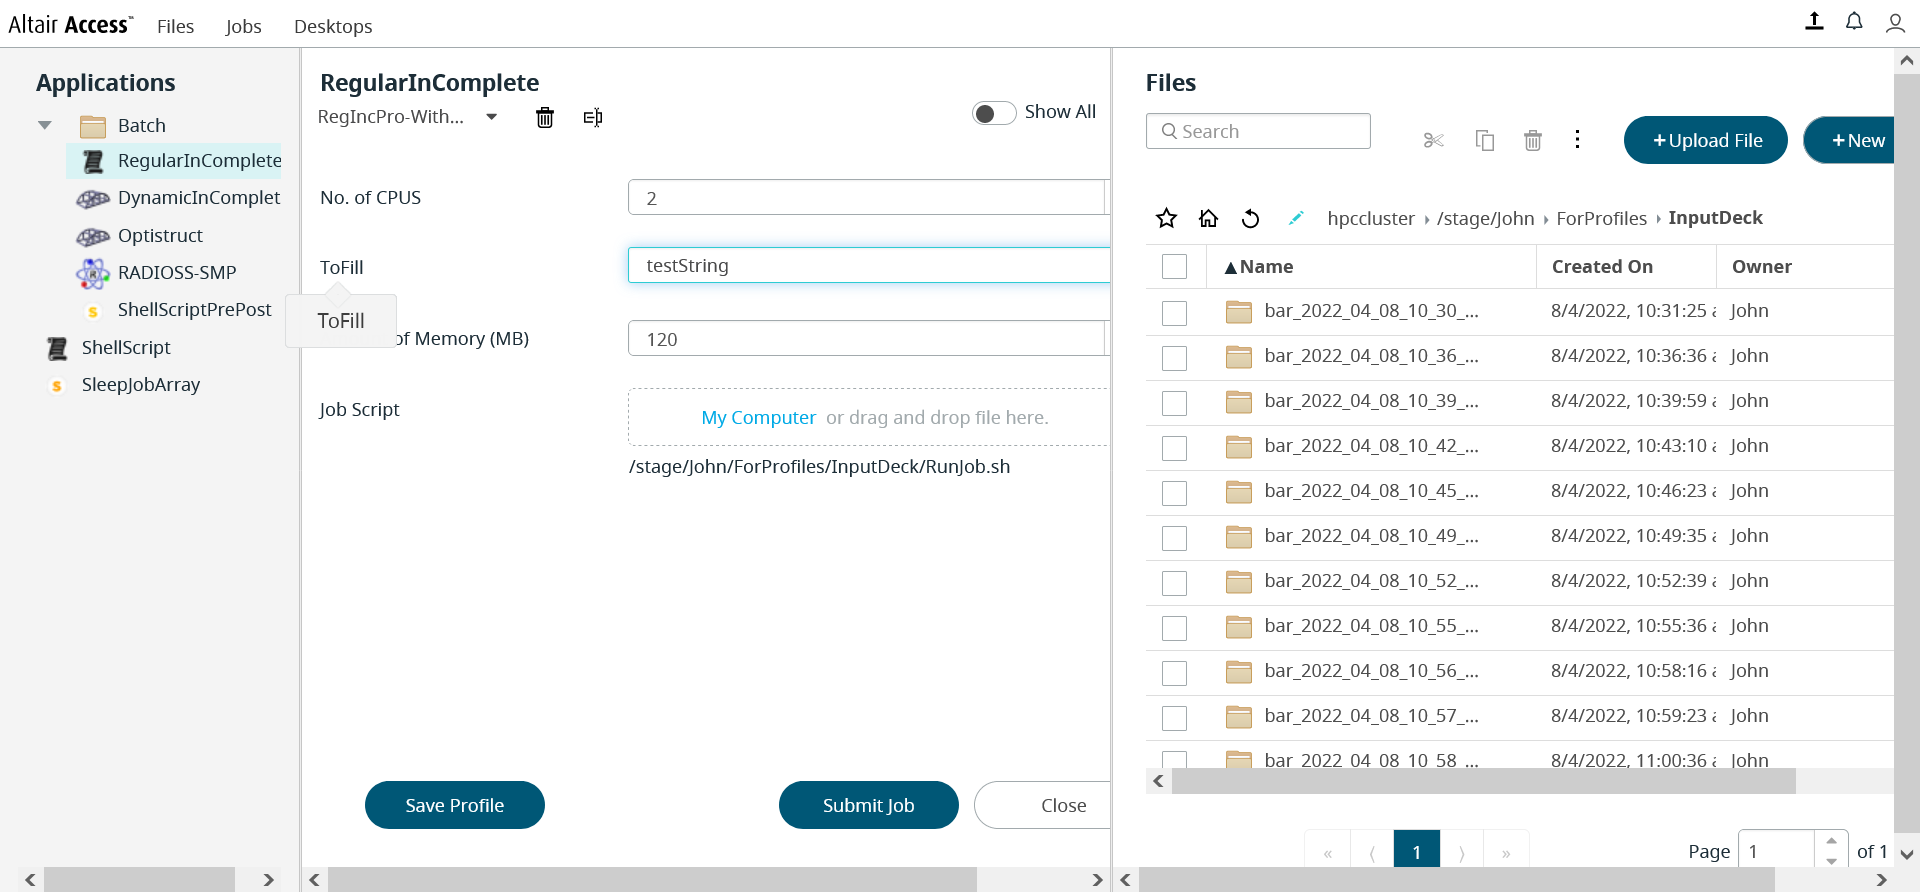 Altair Access™ Files Jobs Desktops
Applications
Batch
RegularInComplete
DynamicInComplet
Optistruct
RADIOSS-SMP
ShellScriptPrePost
ShellScript
SleepJobArray
RegularInComplete
RegIncPro-With...
Show All
No. of CPUS
2
ToFill
testString
ToFill
of Memory (MB)
120
Job Script
My Computer or drag and drop file here.
/stage/John/ForProfiles/InputDeck/RunJob.sh
Save Profile
Submit Job
Close
Files
Search
+Upload File
+New
hpccluster › /stage/John › ForProfiles › InputDeck
▲Name Created On Owner
bar_2022_04_08_10_30_... 8/4/2022, 10:31:25 John
bar_2022_04_08_10_36_... 8/4/2022, 10:36:36 John
bar_2022_04_08_10_39_... 8/4/2022, 10:39:59 John
bar_2022_04_08_10_42_... 8/4/2022, 10:43:10 John
bar_2022_04_08_10_45_... 8/4/2022, 10:46:23 John
bar_2022_04_08_10_49_... 8/4/2022, 10:49:35 John
bar_2022_04_08_10_52_... 8/4/2022, 10:52:39 John
bar_2022_04_08_10_55_... 8/4/2022, 10:55:36 John
bar_2022_04_08_10_56_... 8/4/2022, 10:58:16 John
bar_2022_04_08_10_57_... 8/4/2022, 10:59:23 John
bar_2022_04_08_10_58_... 8/4/2022, 11:00:36 John
« ⟨ 1 ⟩ » Page 1 of 1